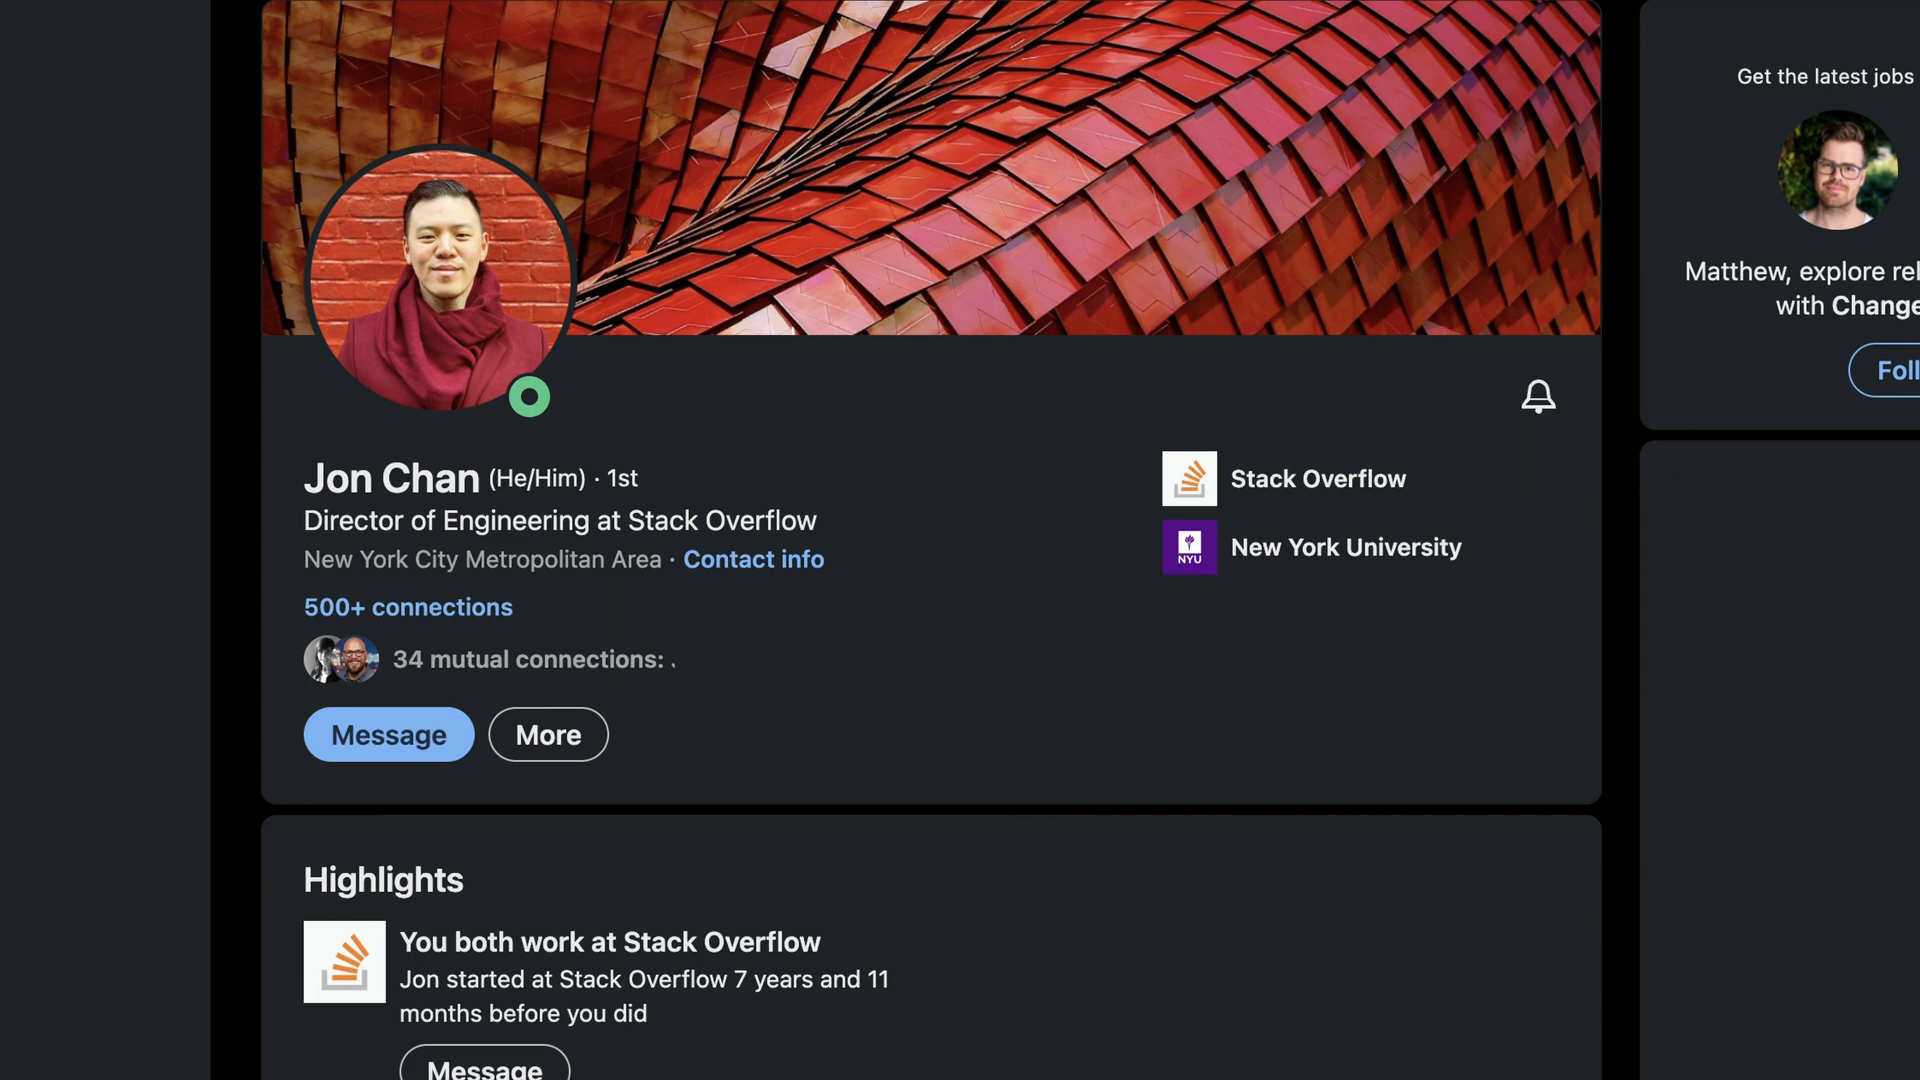 Jon Chan (He/Him) · 1st
Director of Engineering at Stack Overflow
New York City Metropolitan Area · Contact info
500+ connections
34 mutual connections:
Message
More
Stack Overflow
NYU
New York University
Highlights
You both work at Stack Overflow
Jon started at Stack Overflow 7 years and 11
months before you did
Message
Get the latest jobs
Matthew, explore rel
with Change
Foll